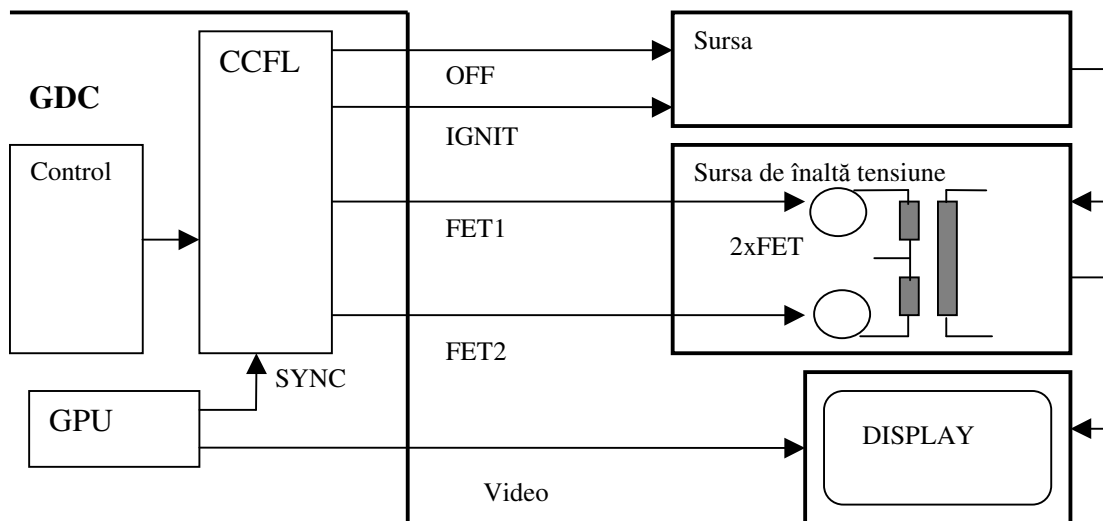 CCFL
GDC
Control
GPU
SYNC
OFF
IGNIT
FET1
FET2
Video
Sursa
Sursa de înaltă tensiune
2xFET
DISPLAY